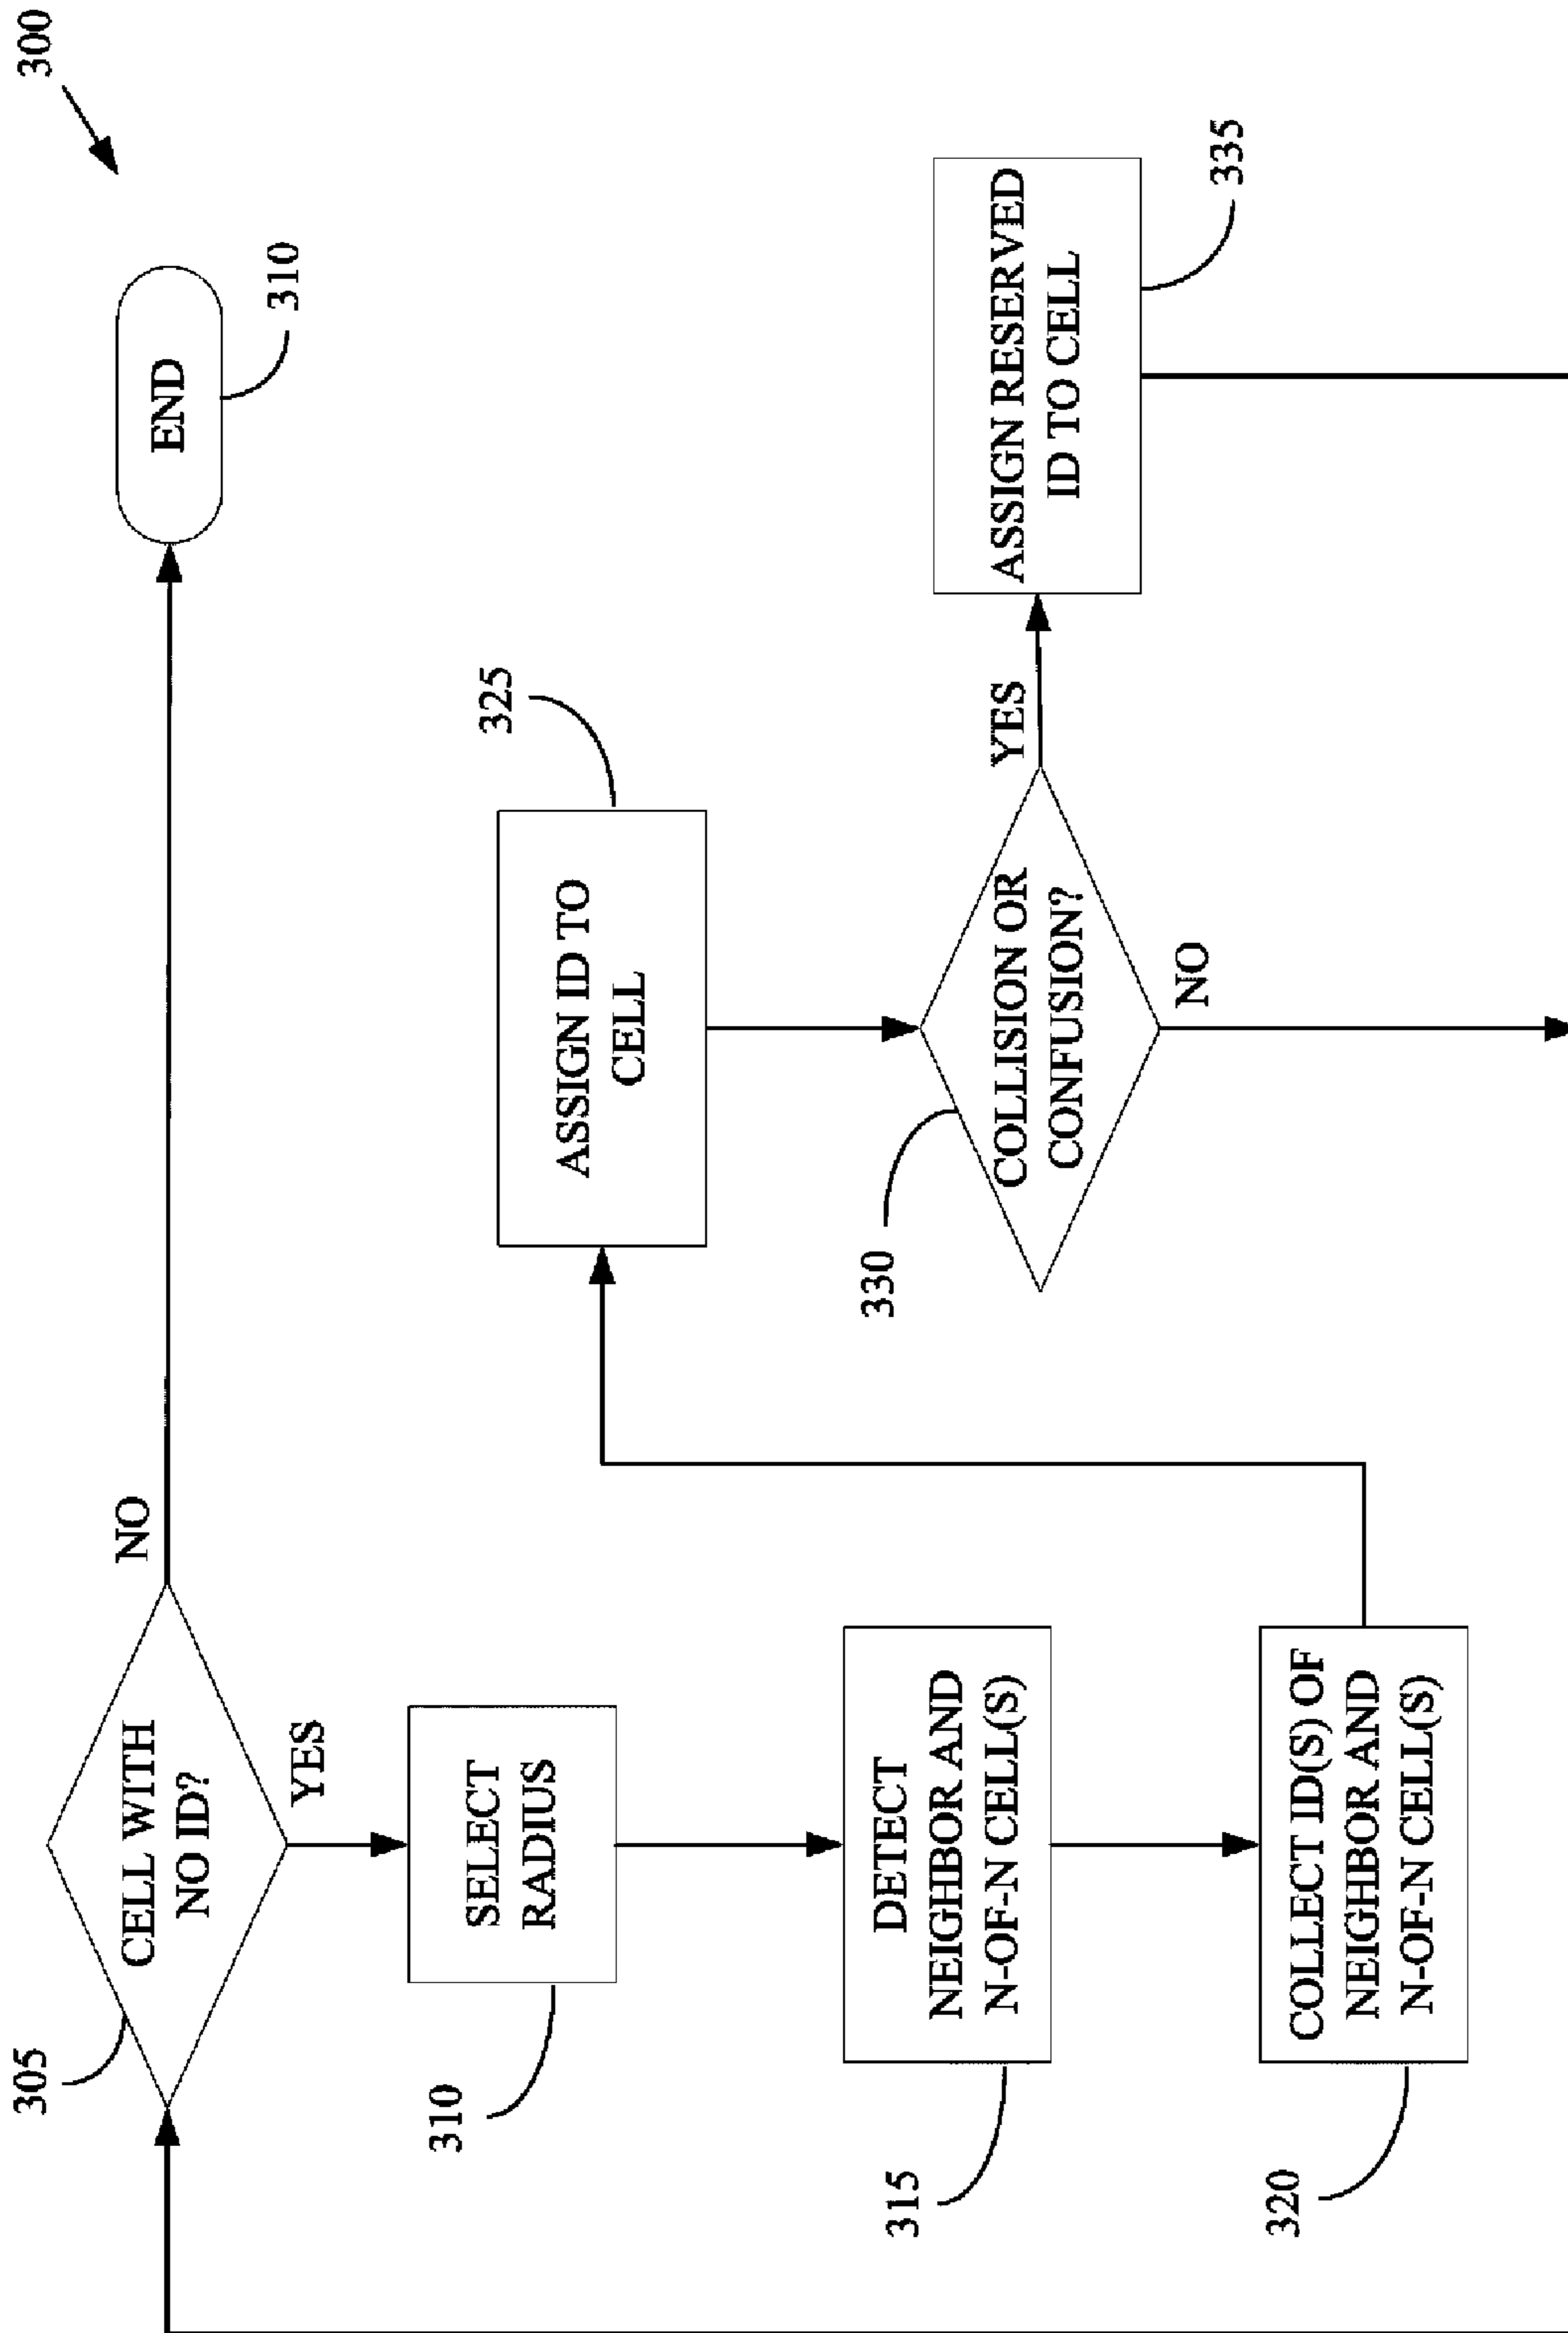 300
305
CELL WITH
NO ID?
NO
END
310
YES
310
SELECT
RADIUS
315
DETECT
NEIGHBOR AND
N-OF-N CELL(S)
320
COLLECT ID(S) OF
NEIGHBOR AND
N-OF-N CELL(S)
325
ASSIGN ID TO
CELL
330
COLLISION OR
CONFUSION?
YES
NO
ASSIGN RESERVED
ID TO CELL
335